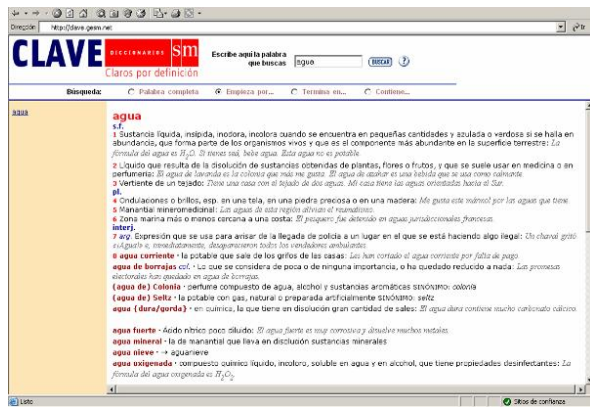 Dirección http://clave.gesm.net
CLAVE
DICCIONARIOS sm
Claros por definición
Escribe aquí la palabra
que buscas
agua
BUSCAR
?
Búsqueda: Palabra completa Empieza por... Termina en... Contiene...
agua
agua
s.f.
1 Sustancia líquida, insípida, inodora, incolora cuando se encuentra en pequeñas cantidades y azulada o verdosa si se halla en
abundancia, que forma parte de los organismos vivos y que es el componente más abundante en la superficie terrestre: La
fórmula del agua es H₂O. Si tienes sed, bebe agua. Esta agua no es potable.
2 Líquido que resulta de la disolución de sustancias obtenidas de plantas, flores o frutos, y que se suele usar en medicina o en
perfumería: El agua de lavanda es la colonia que más me gusta. El agua de azahar es una bebida que se usa como calmante.
3 Vertiente de un tejado: Tiene una casa con el tejado de dos aguas. Mi casa tiene las aguas orientadas hacia el Sur.
pl.
4 Ondulaciones o brillos, esp. en una tela, en una piedra preciosa o en una madera: Me gusta este mármol por las aguas que tiene.
5 Manantial mineromedicinal: Las aguas de esta región alivian el reumatismo.
6 Zona marina más o menos cercana a una costa: El pesquero fue detenido en aguas jurisdiccionales francesas.
interj.
7 arg. Expresión que se usa para avisar de la llegada de policía a un lugar en el que se está haciendo algo ilegal: Un chaval gritó
«¡Agua!» e, inmediatamente, desaparecieron todos los vendedores ambulantes.
8 agua corriente · la potable que sale de los grifos de las casas: Les han cortado el agua corriente por falta de pago.
agua de borrajas col. · Lo que se considera de poca o de ninguna importancia, o ha quedado reducido a nada: Las promesas
electorales han quedado en agua de borrajas.
(agua de) Colonia · perfume compuesto de agua, alcohol y sustancias aromáticas SINÓNIMO: colonia
(agua de) Seltz · la potable con gas, natural o preparada artificialmente SINÓNIMO: seltz
agua {dura/gorda} · en química, la que tiene en disolución gran cantidad de sales: El agua dura contiene mucho carbonato cálcico.
agua fuerte · Ácido nítrico poco diluido: El agua fuerte es muy corrosiva y disuelve muchos metales.
agua mineral · la de manantial que lleva en disolución sustancias minerales
agua nieve · → aguanieve
agua oxigenada · compuesto químico líquido, incoloro, soluble en agua y en alcohol, que tiene propiedades desinfectantes: La
fórmula del agua oxigenada es H₂O₂.
Listo
Sitios de confianza